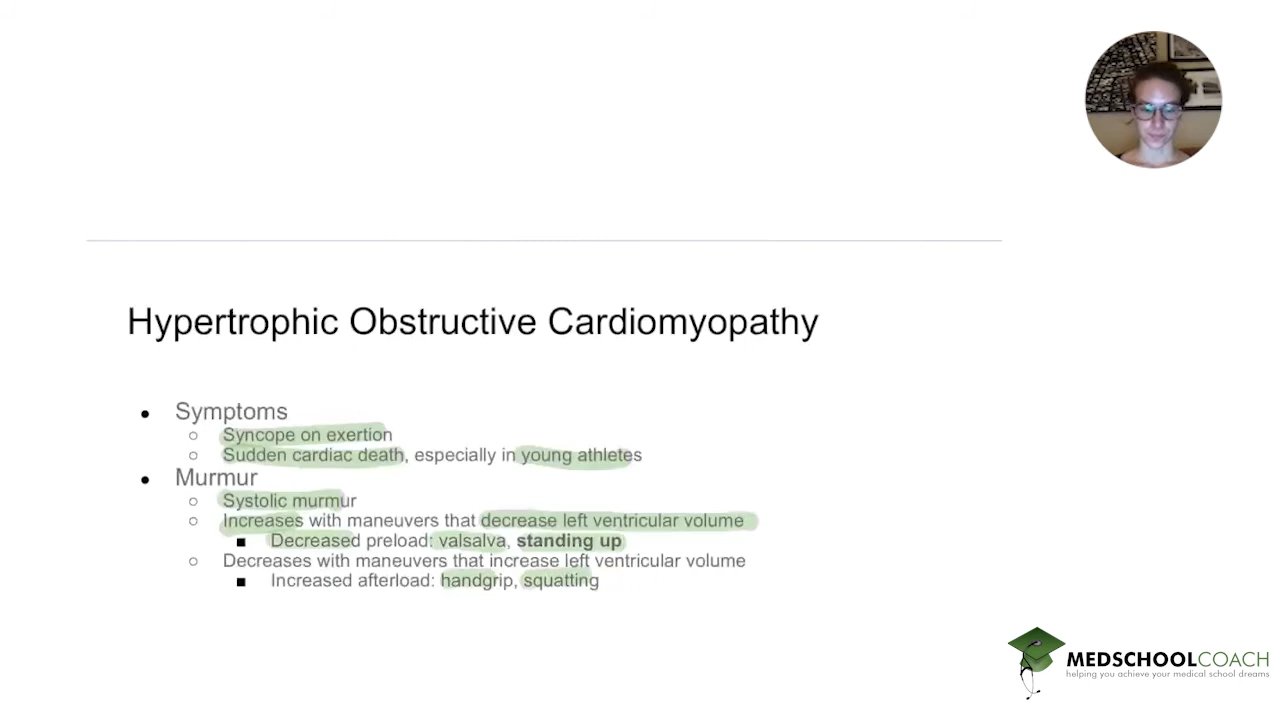 Hypertrophic Obstructive Cardiomyopathy
● Symptoms
○ Syncope on exertion
○ Sudden cardiac death, especially in young athletes
● Murmur
○ Systolic murmur
○ Increases with maneuvers that decrease left ventricular volume
■ Decreased preload: valsalva, standing up
○ Decreases with maneuvers that increase left ventricular volume
■ Increased afterload: handgrip, squatting
MEDSCHOOLCOACH
helping you achieve your medical school dreams